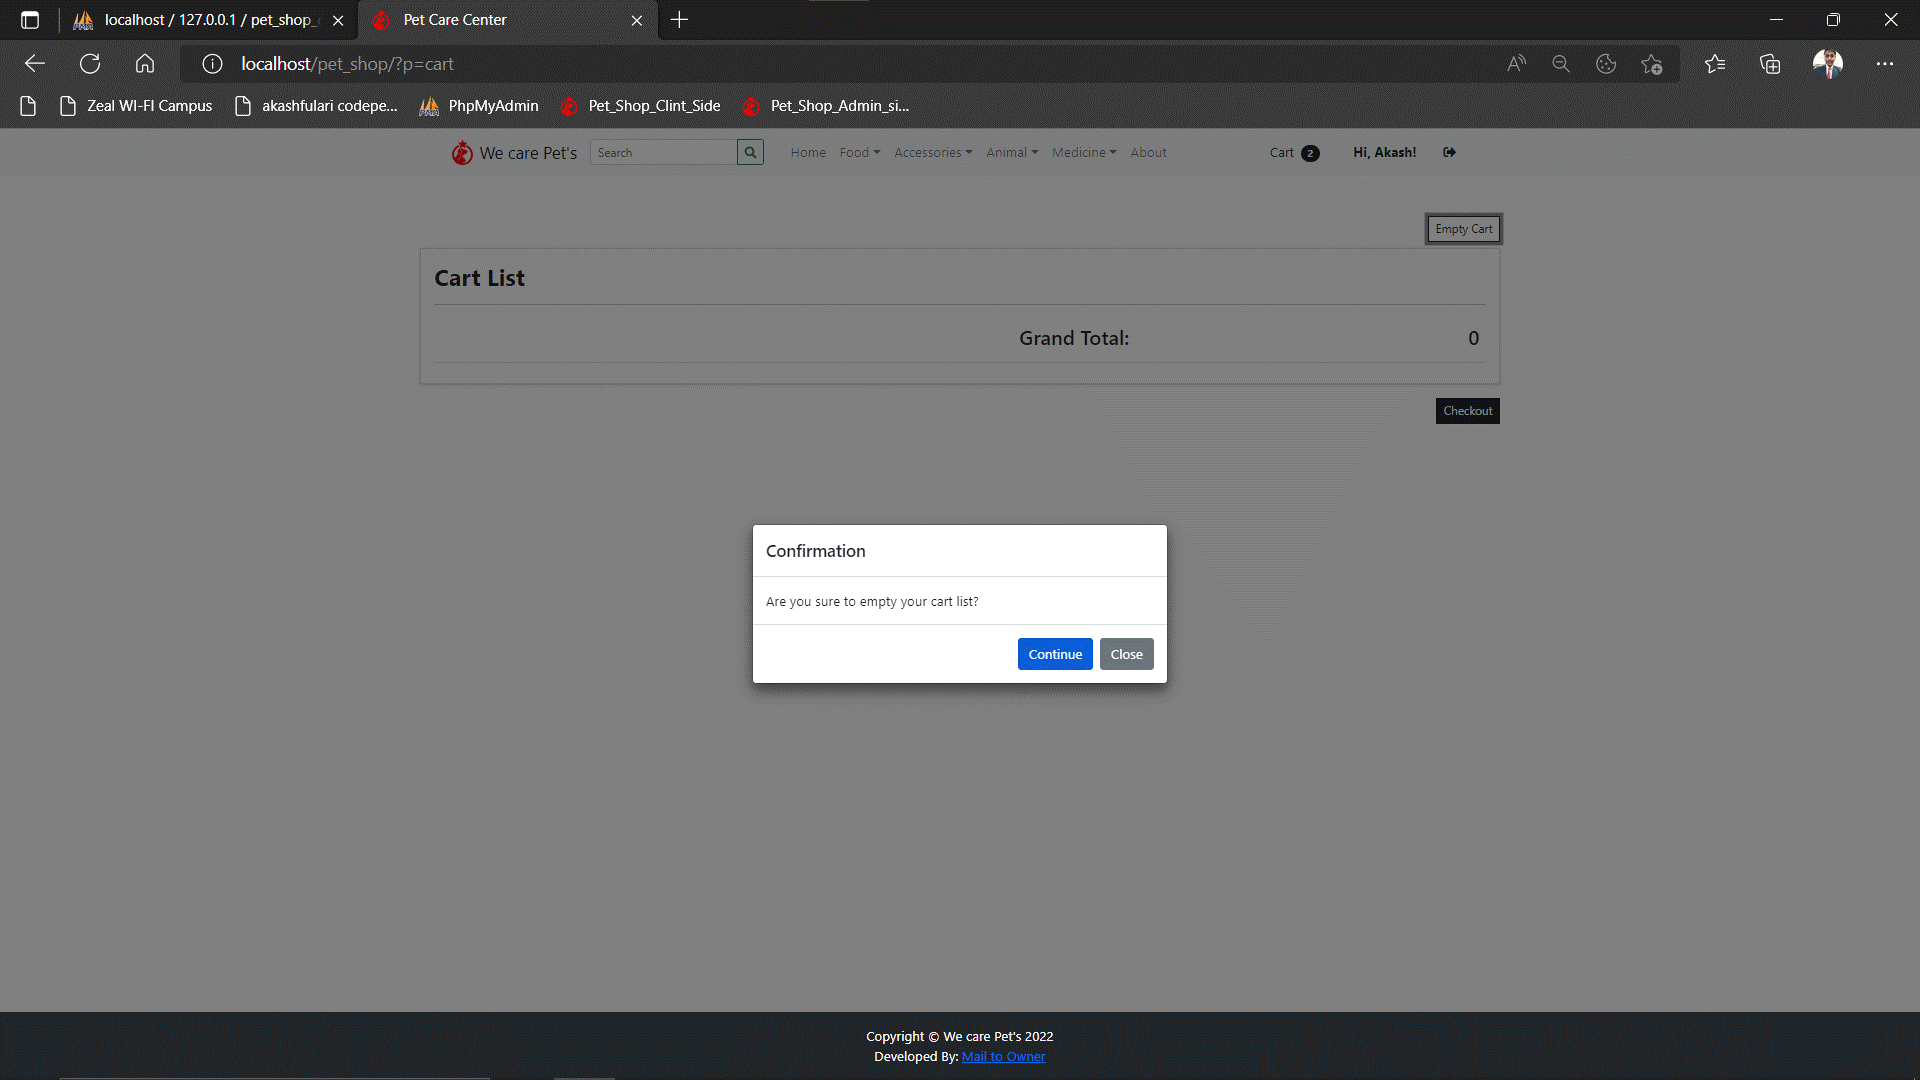 localhost / 127.0.0.1 / pet_shop_
Pet Care Center
localhost/pet_shop/?p=cart
Zeal WI-FI Campus
akashfulari codepe...
PhpMyAdmin
Pet_Shop_Clint_Side
Pet_Shop_Admin_si...
We care Pet's
Search
Home
Food
Accessories
Animal
Medicine
About
Cart 2
Hi, Akash!
Empty Cart
Cart List
Grand Total: 0
Checkout
Confirmation
Are you sure to empty your cart list?
Continue
Close
Copyright © We care Pet's 2022
Developed By: Mail to Owner